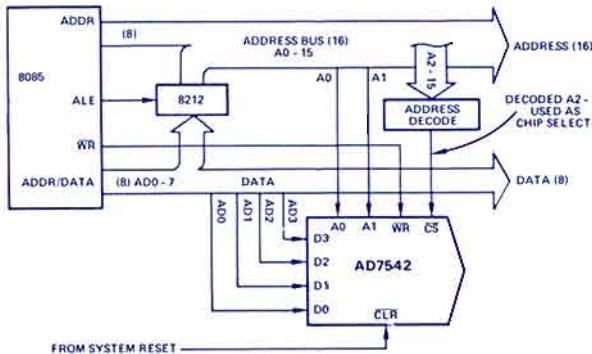 ADDR
(8)
8085
ADDRESS BUS (16)
A0 - 15
ADDRESS (16)
A0
A1
A2 - 15
ALE
8212
ADDRESS
DECODE
DECODED A2 -
USED AS
CHIP SELECT
WR
ADDR/DATA
(8) AD0 - 7
DATA
DATA (8)
AD0
AD1
AD2
AD3
A0
A1
WR
CS
D3
D2
D1
D0
AD7542
CLR
FROM SYSTEM RESET